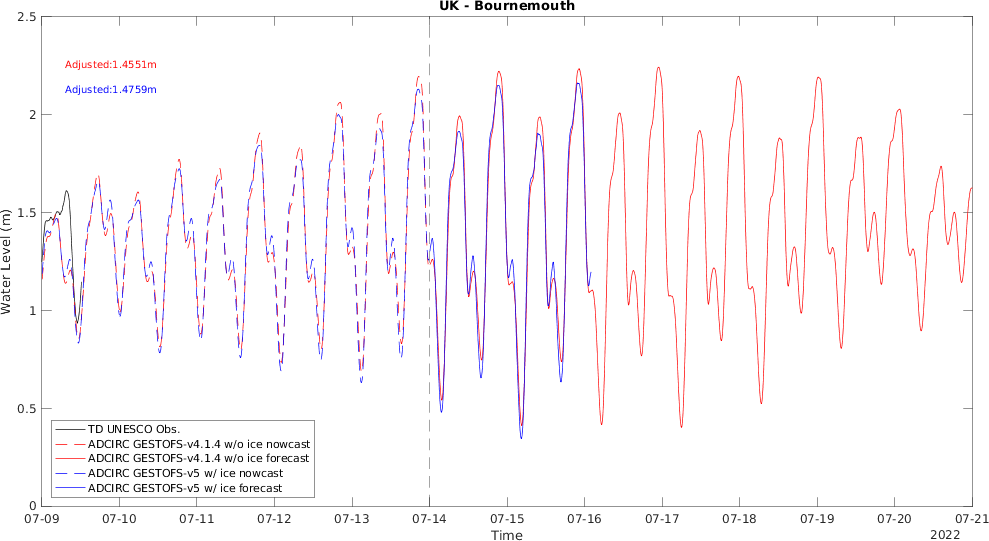 UK - Bournemouth
2.5
2
1.5
1
0.5
0
Water Level (m)
Adjusted:1.4551m
Adjusted:1.4759m
TD UNESCO Obs.
ADCIRC GESTOFS-v4.1.4 w/o ice nowcast
ADCIRC GESTOFS-v4.1.4 w/o ice forecast
ADCIRC GESTOFS-v5 w/ ice nowcast
ADCIRC GESTOFS-v5 w/ ice forecast
07-09 07-10 07-11 07-12 07-13 07-14 07-15 07-16 07-17 07-18 07-19 07-20 07-21
Time
2022